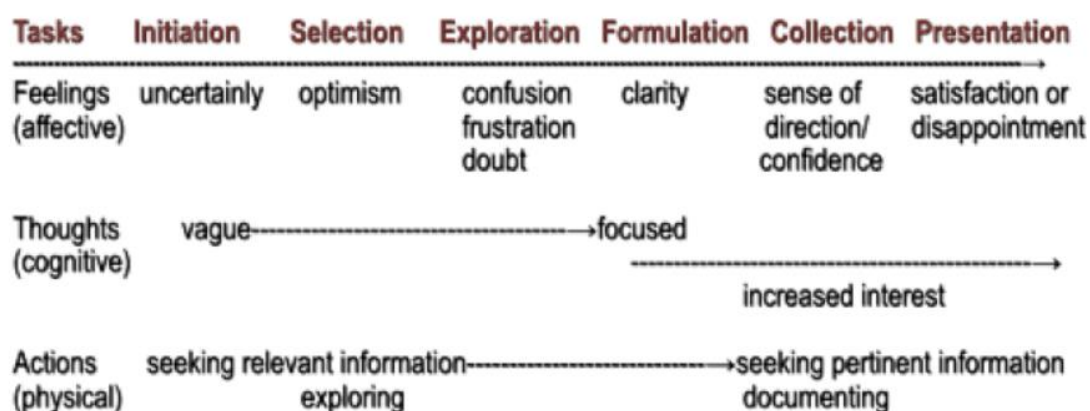 Tasks Initiation Selection Exploration Formulation Collection Presentation
Feelings uncertainly optimism confusion clarity sense of satisfaction or
(affective) frustration direction/ disappointment
doubt confidence
Thoughts vague focused
(cognitive)
increased interest
Actions seeking relevant information seeking pertinent information
(physical) exploring documenting